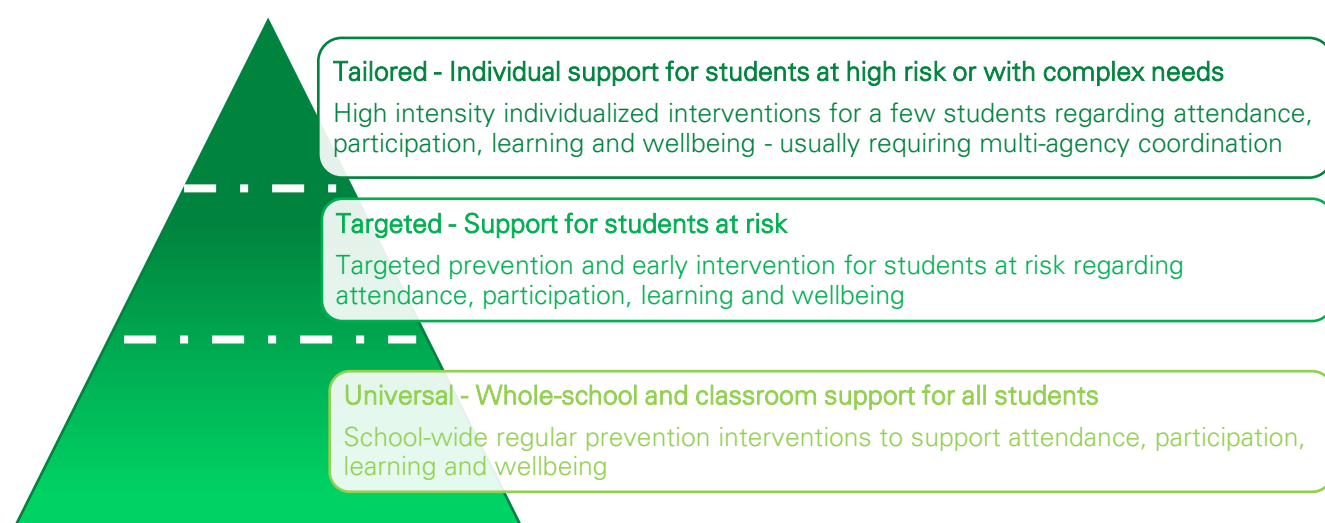 Tailored - Individual support for students at high risk or with complex needs
High intensity individualized interventions for a few students regarding attendance,
participation, learning and wellbeing - usually requiring multi-agency coordination
Targeted - Support for students at risk
Targeted prevention and early intervention for students at risk regarding
attendance, participation, learning and wellbeing
Universal - Whole-school and classroom support for all students
School-wide regular prevention interventions to support attendance, participation,
learning and wellbeing